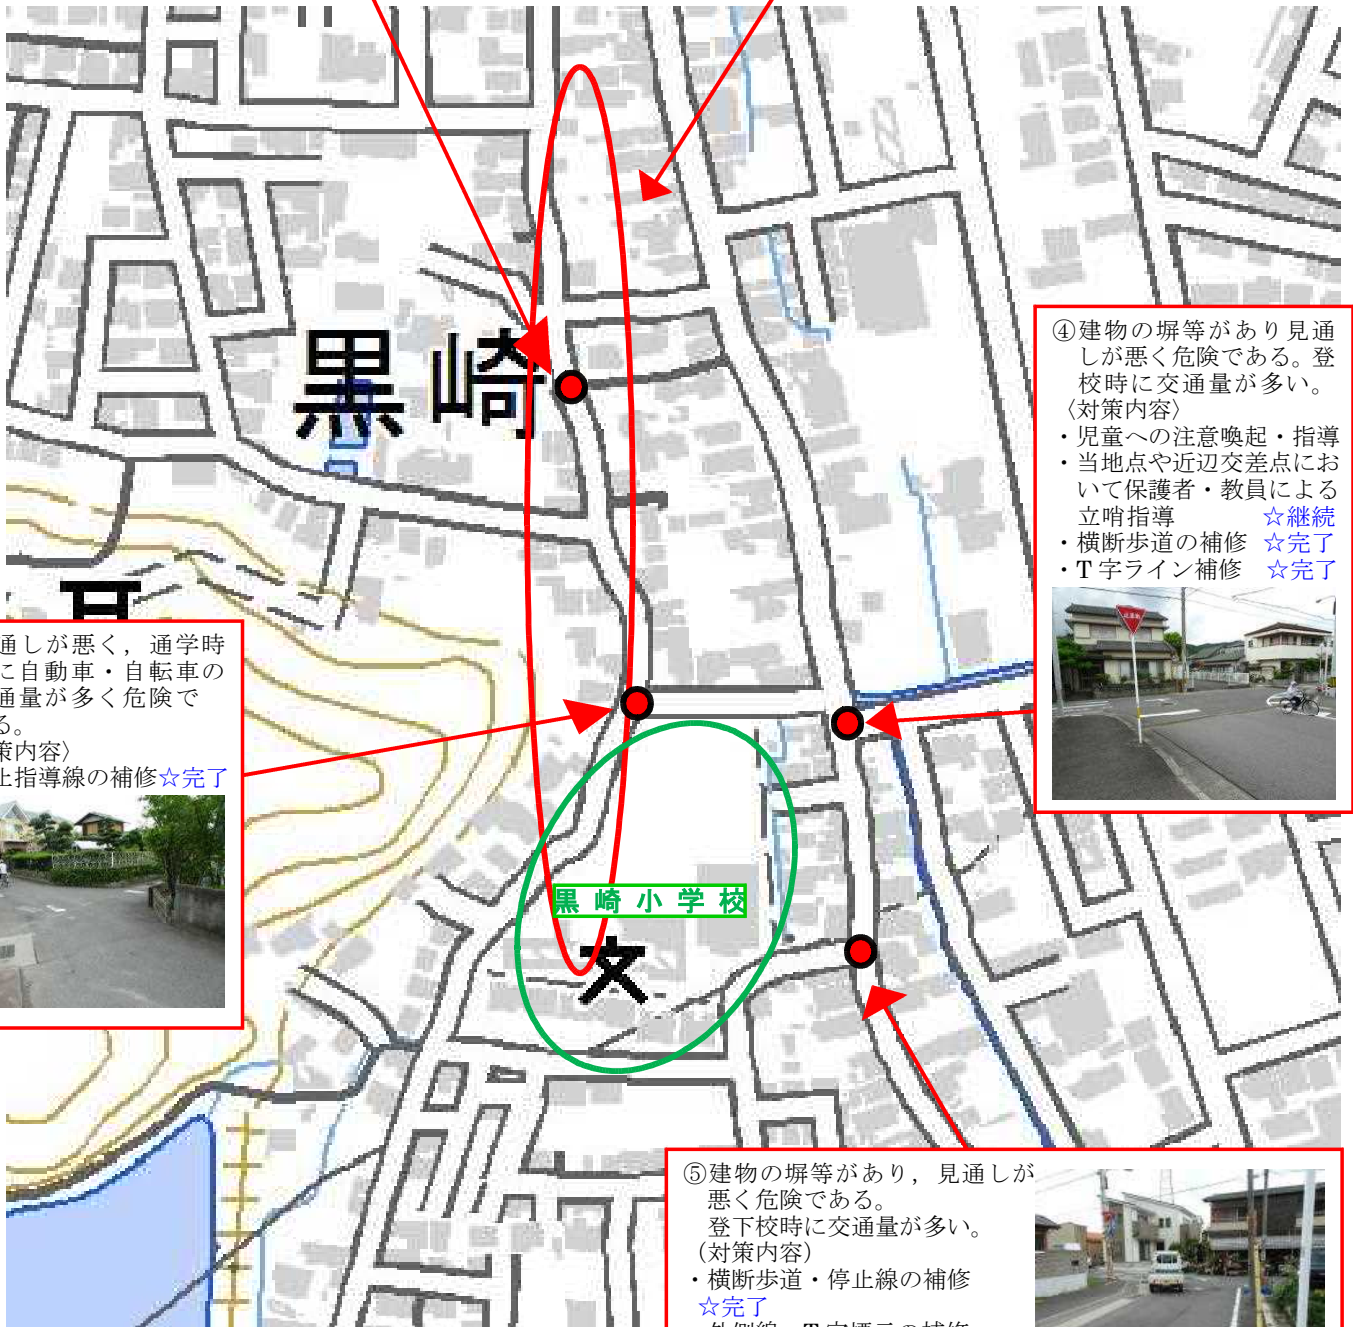 黒崎
④建物の塀等があり見通
しが悪く危険である。登
校時に交通量が多い。
〈対策内容〉
・児童への注意喚起・指導
・当地点や近辺交差点にお
いて保護者・教員による
立哨指導 ☆継続
・横断歩道の補修 ☆完了
・T字ライン補修 ☆完了
通しが悪く，通学時
に自動車・自転車の
通量が多く危険で
る。
策内容〉
止指導線の補修☆完了
黒崎小学校
文
⑤建物の塀等があり，見通しが
悪く危険である。
登下校時に交通量が多い。
（対策内容）
・横断歩道・停止線の補修
☆完了